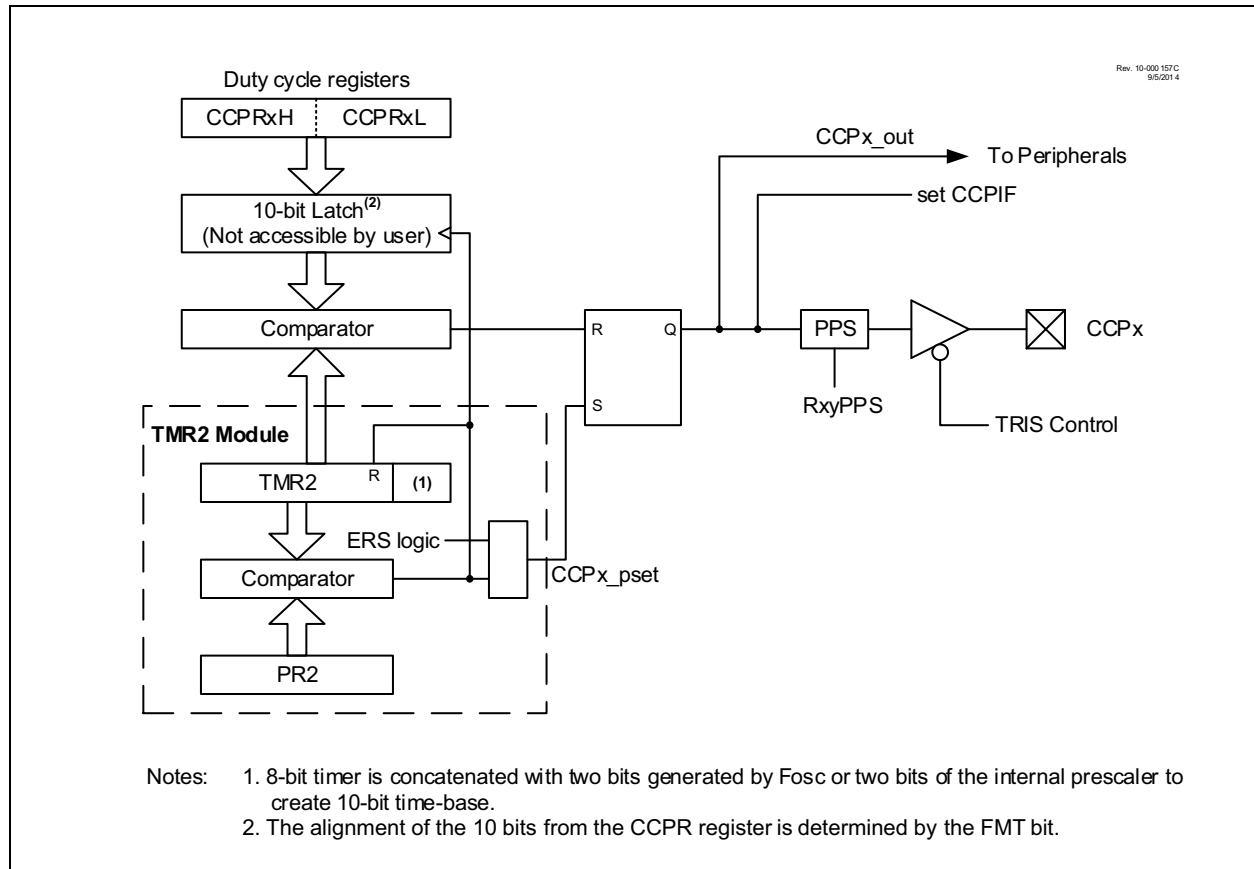 Rev. 10-000 157C
9/5/2014
Duty cycle registers
CCPRxH
CCPRxL
CCPx_out
To Peripherals
set CCPIF
10-bit Latch(2)
(Not accessible by user)
Comparator
R
Q
S
PPS
CCPx
RxyPPS
TRIS Control
TMR2 Module
TMR2
R
(1)
ERS logic
CCPx_pset
Comparator
PR2
Notes: 1. 8-bit timer is concatenated with two bits generated by Fosc or two bits of the internal prescaler to
create 10-bit time-base.
2. The alignment of the 10 bits from the CCPR register is determined by the FMT bit.